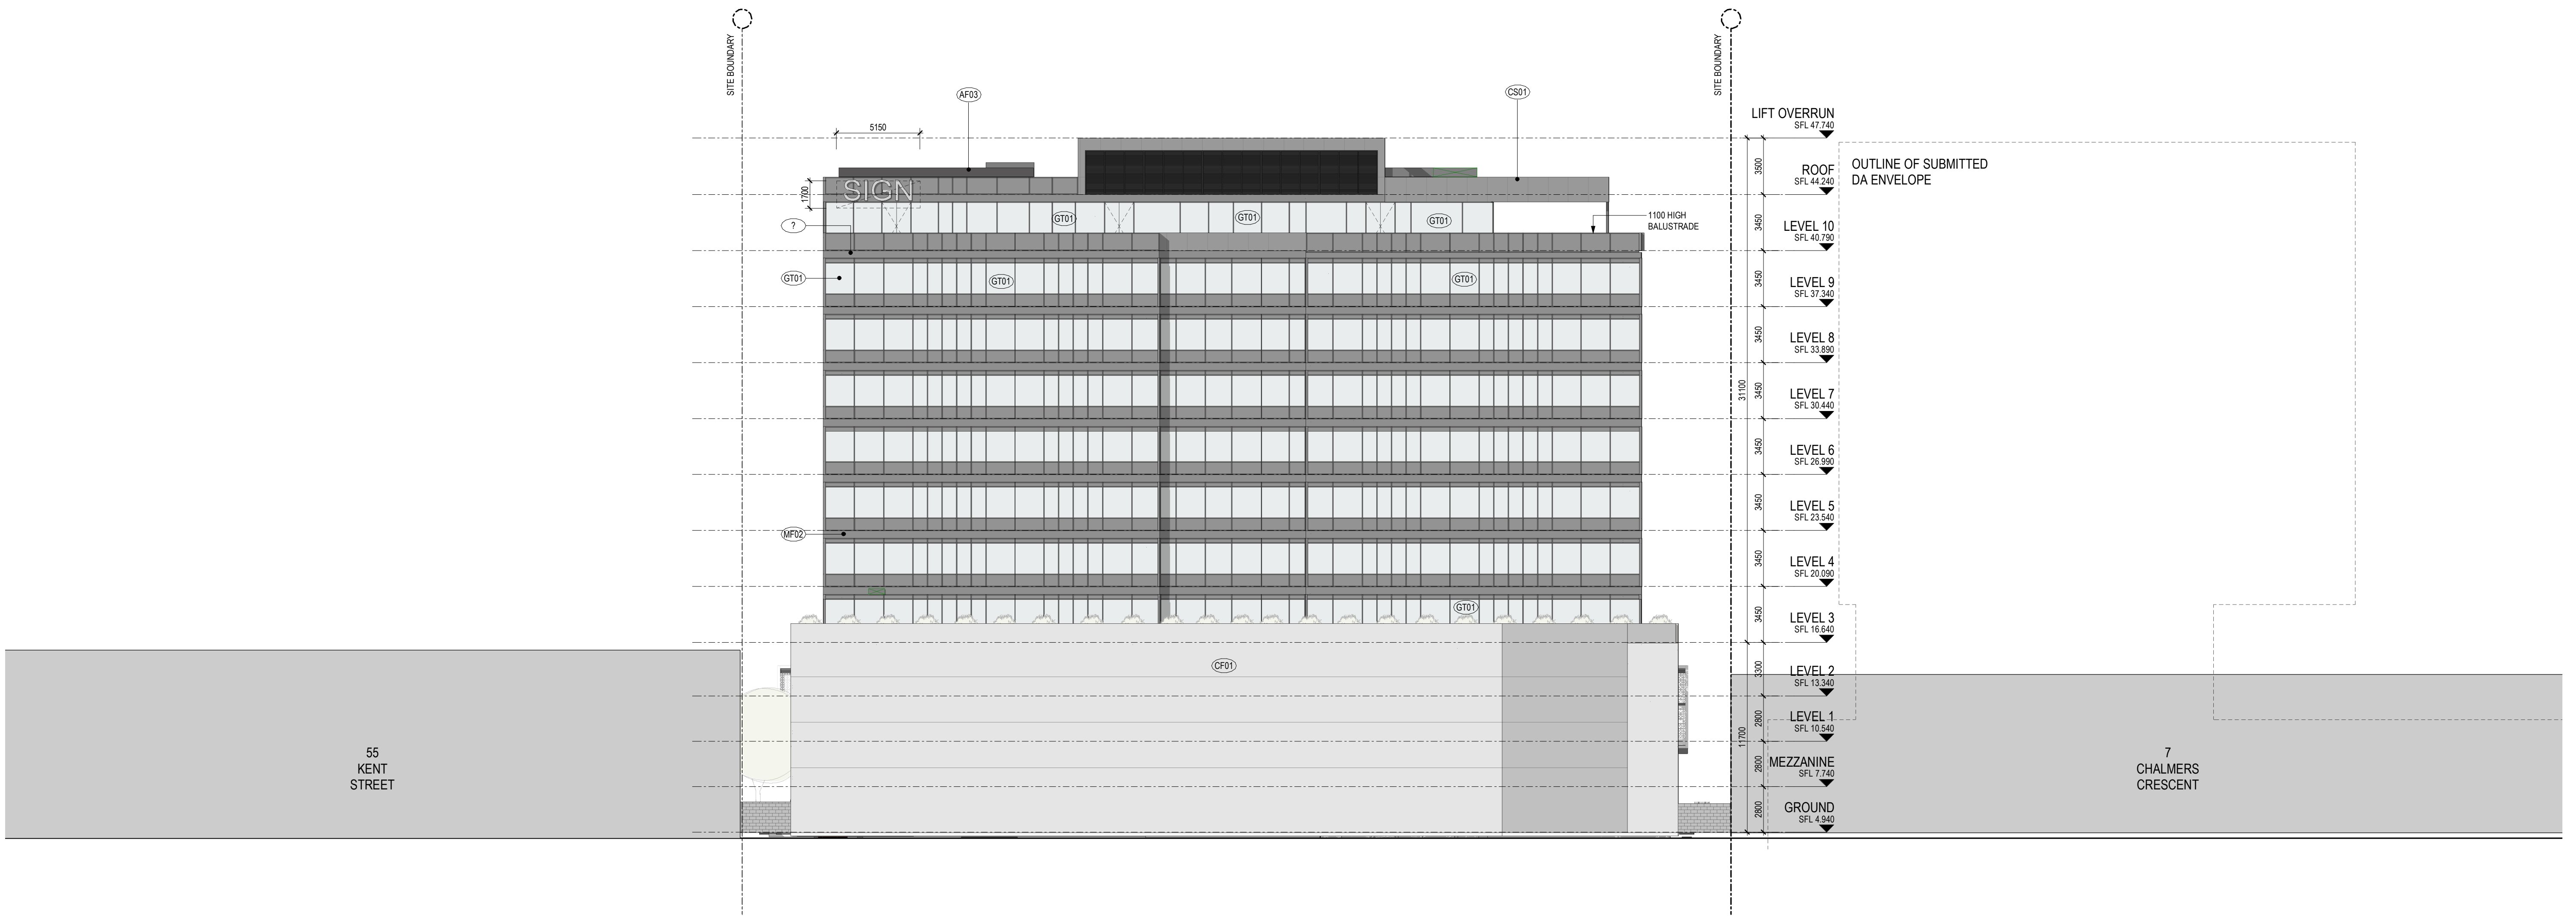 SITE BOUNDARY
SITE BOUNDARY
AF03
CS01
5150
1700
SIGN
?
GT01
GT01
GT01
GT01
GT01
GT01
1100 HIGH
BALUSTRADE
MF02
GT01
CF01
LIFT OVERRUN
SFL 47.740
ROOF
SFL 44.240
LEVEL 10
SFL 40.790
LEVEL 9
SFL 37.340
LEVEL 8
SFL 33.890
LEVEL 7
SFL 30.440
LEVEL 6
SFL 26.990
LEVEL 5
SFL 23.540
LEVEL 4
SFL 20.090
LEVEL 3
SFL 16.640
LEVEL 2
SFL 13.340
LEVEL 1
SFL 10.540
MEZZANINE
SFL 7.740
GROUND
SFL 4.940
3500
3450
3450
3450
3450
3450
3450
3450
3450
3300
2800
2800
2800
31100
11700
OUTLINE OF SUBMITTED
DA ENVELOPE
55
KENT
STREET
7
CHALMERS
CRESCENT